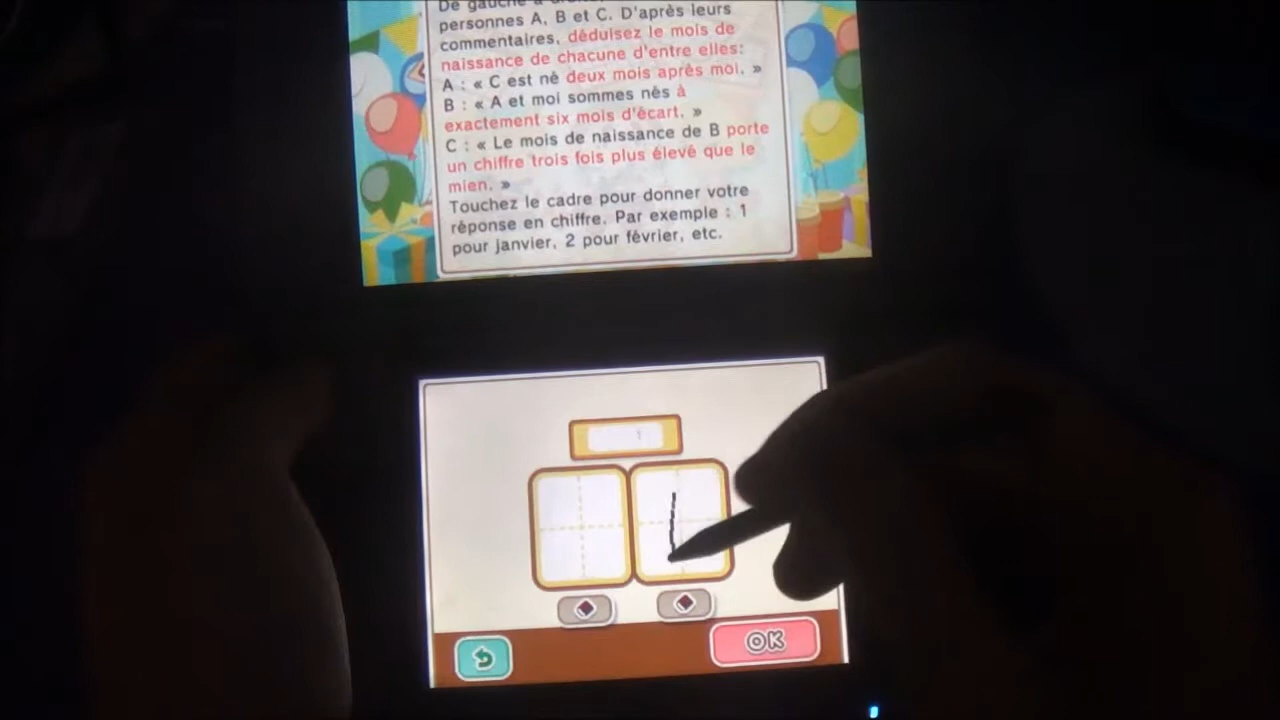 De gauche à
personnes A, B et C. D'après leurs
commentaires, déduisez le mois de
naissance de chacune d'entre elles:
A : « C est né deux mois après moi. »
B : « A et moi sommes nés à
exactement six mois d'écart. »
C : « Le mois de naissance de B porte
un chiffre trois fois plus élevé que le
mien. »
Touchez le cadre pour donner votre
réponse en chiffre. Par exemple : 1
pour janvier, 2 pour février, etc.
1
OK